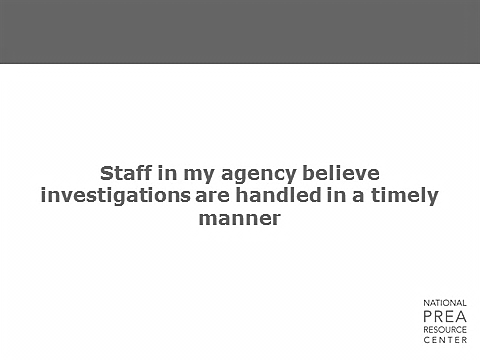 Staff in my agency believe
investigations are handled in a timely
manner
NATIONAL
PREA
RESOURCE
CENTER